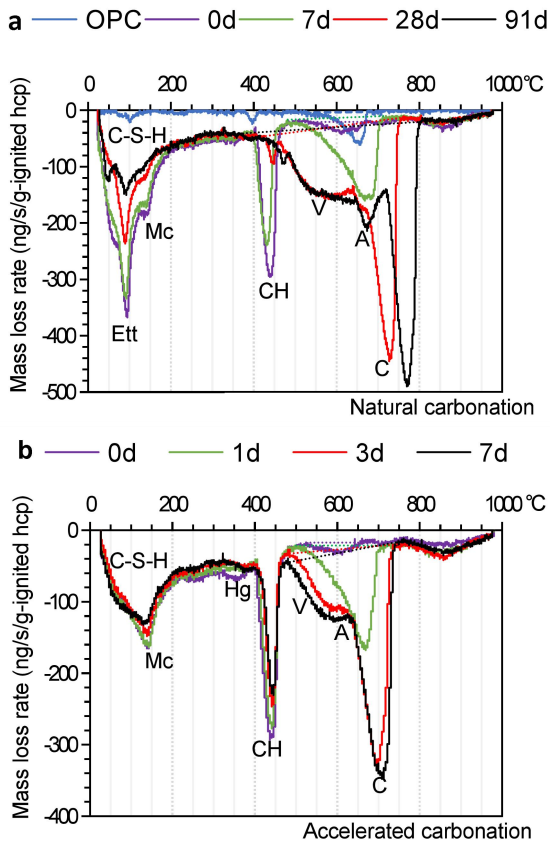 a OPC 0d 7d 28d 91d
0 200 400 600 800 1000℃
0
-100
-200
-300
-400
-500
Mass loss rate (ng/s/g-ignited hcp)
C-S-H
Mc
Ett
CH
V
A
C
Natural carbonation
b 0d 1d 3d 7d
0 200 400 600 800 1000℃
0
-100
-200
-300
-400
Mass loss rate (ng/s/g-ignited hcp)
C-S-H
Mc
Hg
CH
V
A
C
Accelerated carbonation